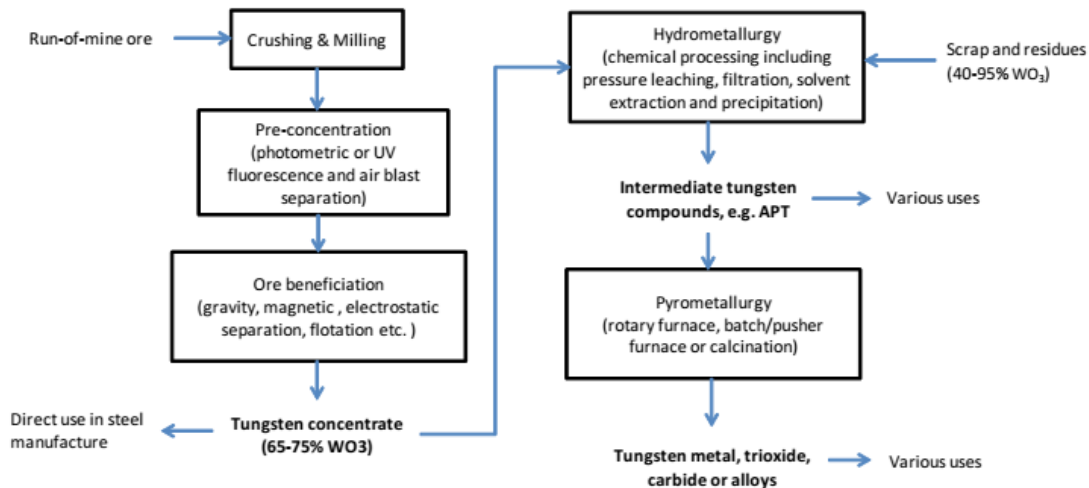 Run-of-mine ore
Crushing & Milling
Pre-concentration
(photometric or UV
fluorescence and air blast
separation)
Ore beneficiation
(gravity, magnetic , electrostatic
separation, flotation etc. )
Direct use in steel
manufacture
Tungsten concentrate
(65-75% WO3)
Hydrometallurgy
(chemical processing including
pressure leaching, filtration, solvent
extraction and precipitation)
Scrap and residues
(40-95% WO₃)
Intermediate tungsten
compounds, e.g. APT
Various uses
Pyrometallurgy
(rotary furnace, batch/pusher
furnace or calcination)
Tungsten metal, trioxide,
carbide or alloys
Various uses